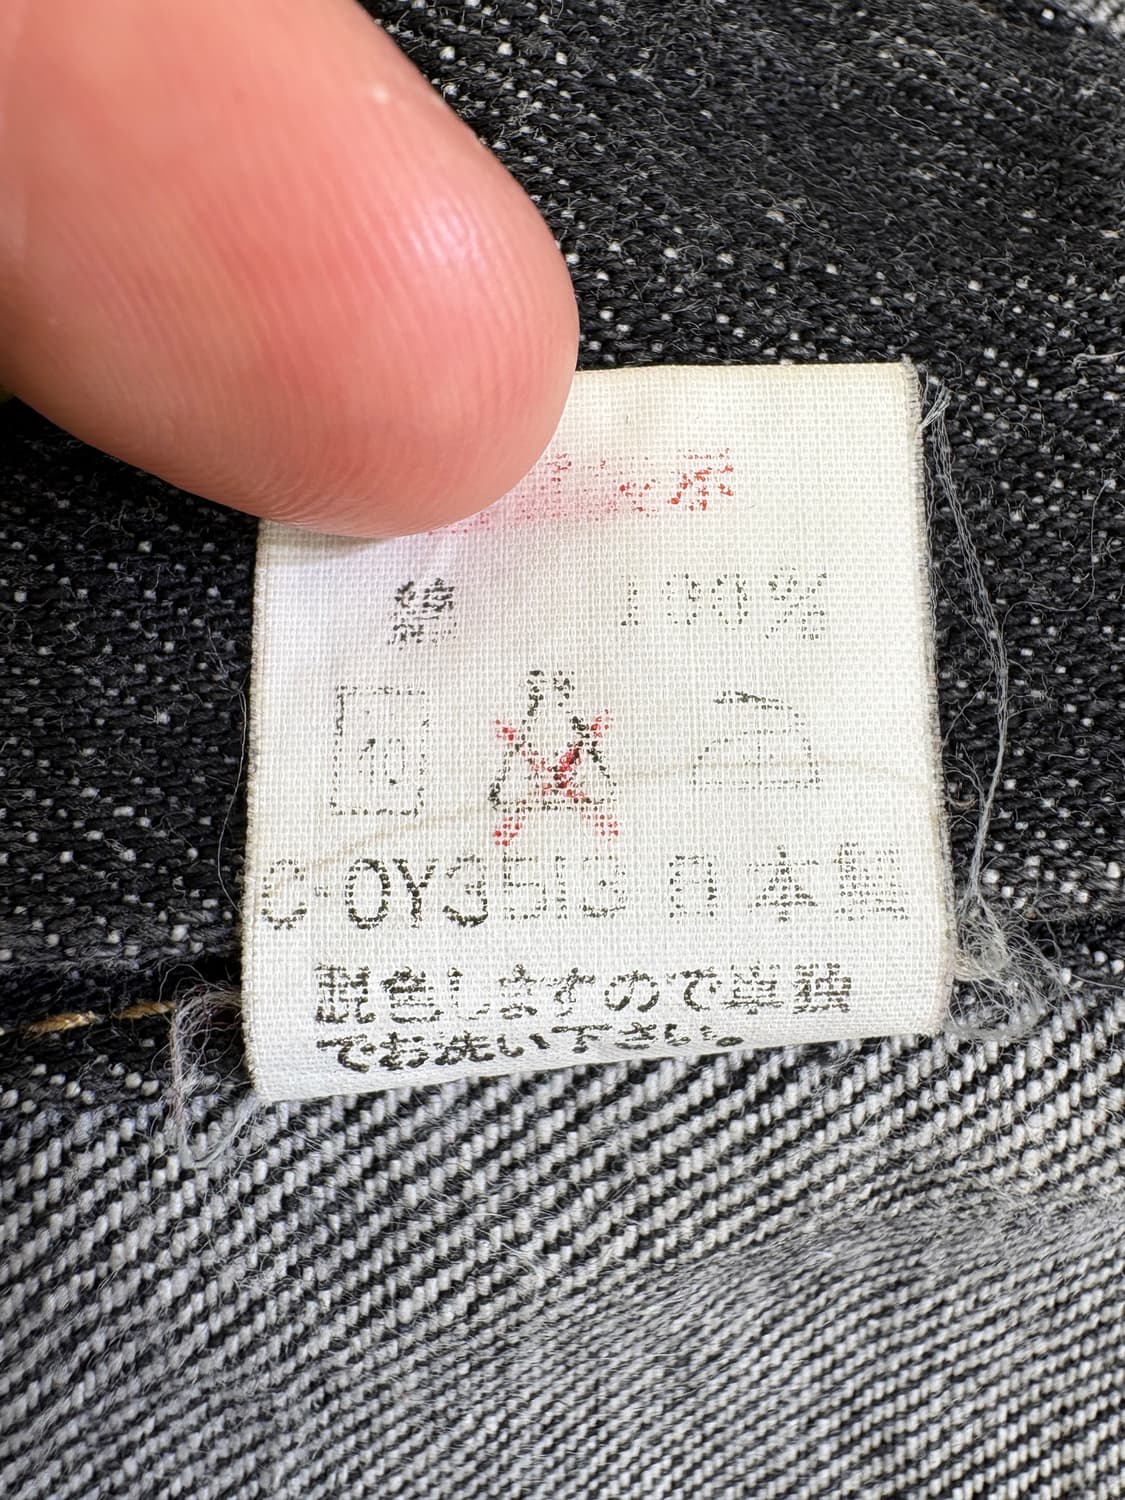 綿 100%
C-0Y3513 日本製
脱色しますので単独
でお洗い下さい。